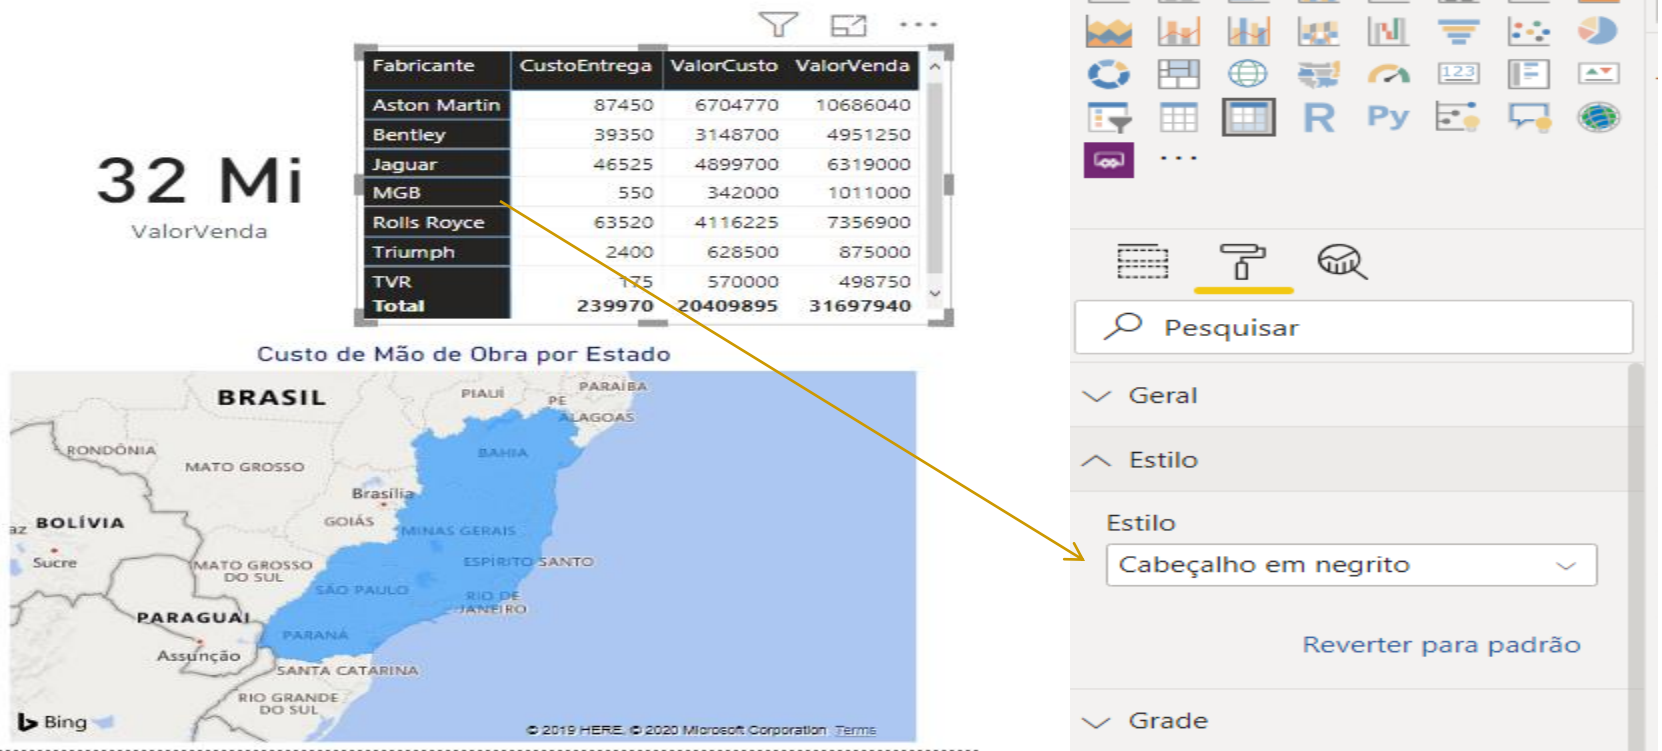 Fabricante CustoEntrega ValorCusto ValorVenda
Aston Martin 87450 6704770 10686040
Bentley 39350 3148700 4951250
Jaguar 46525 4899700 6319000
MGB 550 342000 1011000
Rolls Royce 63520 4116225 7356900
Triumph 2400 628500 875000
TVR 175 570000 498750
Total 239970 20409895 31697940
32 Mi
ValorVenda
Custo de Mão de Obra por Estado
BRASIL
PIAUÍ
PARAÍBA
PE
ALAGOAS
RONDÔNIA
MATO GROSSO
BAHIA
Brasília
GOIÁS
BOLÍVIA
az
MINAS GERAIS
Sucre
MATO GROSSO
DO SUL
ESPÍRITO SANTO
SÃO PAULO
RIO DE
JANEIRO
PARAGUAI
PARANÁ
Assunção
SANTA CATARINA
RIO GRANDE
DO SUL
Bing
© 2019 HERE, © 2020 Microsoft Corporation Terms
123
R
Py
Pesquisar
Geral
Estilo
Estilo
Cabeçalho em negrito
Reverter para padrão
Grade